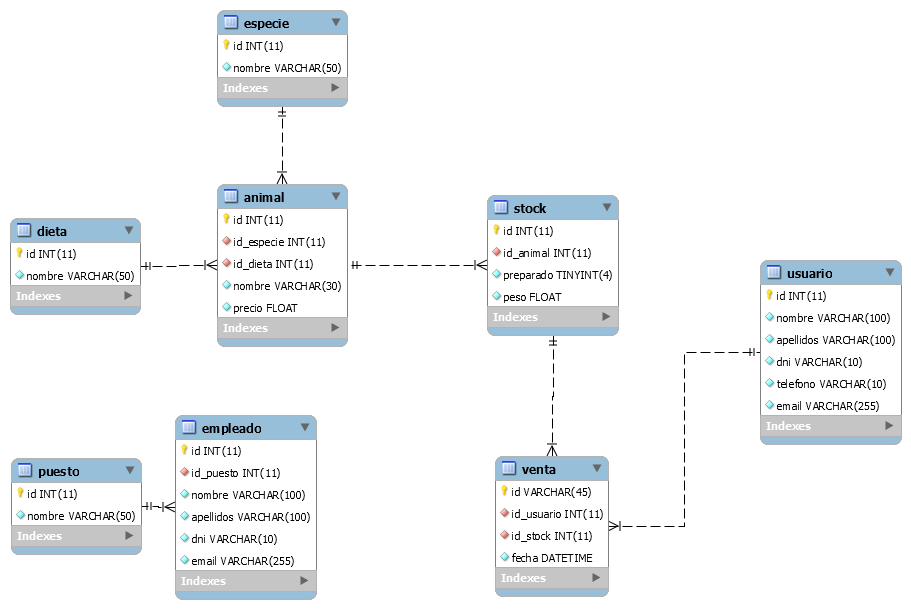 especie
id INT(11)
nombre VARCHAR(50)
Indexes
animal
id INT(11)
id_especie INT(11)
id_dieta INT(11)
nombre VARCHAR(30)
precio FLOAT
Indexes
dieta
id INT(11)
nombre VARCHAR(50)
Indexes
stock
id INT(11)
id_animal INT(11)
preparado TINYINT(4)
peso FLOAT
Indexes
usuario
id INT(11)
nombre VARCHAR(100)
apellidos VARCHAR(100)
dni VARCHAR(10)
telefono VARCHAR(10)
email VARCHAR(255)
Indexes
empleado
id INT(11)
id_puesto INT(11)
nombre VARCHAR(100)
apellidos VARCHAR(100)
dni VARCHAR(10)
email VARCHAR(255)
Indexes
puesto
id INT(11)
nombre VARCHAR(50)
Indexes
venta
id VARCHAR(45)
id_usuario INT(11)
id_stock INT(11)
fecha DATETIME
Indexes